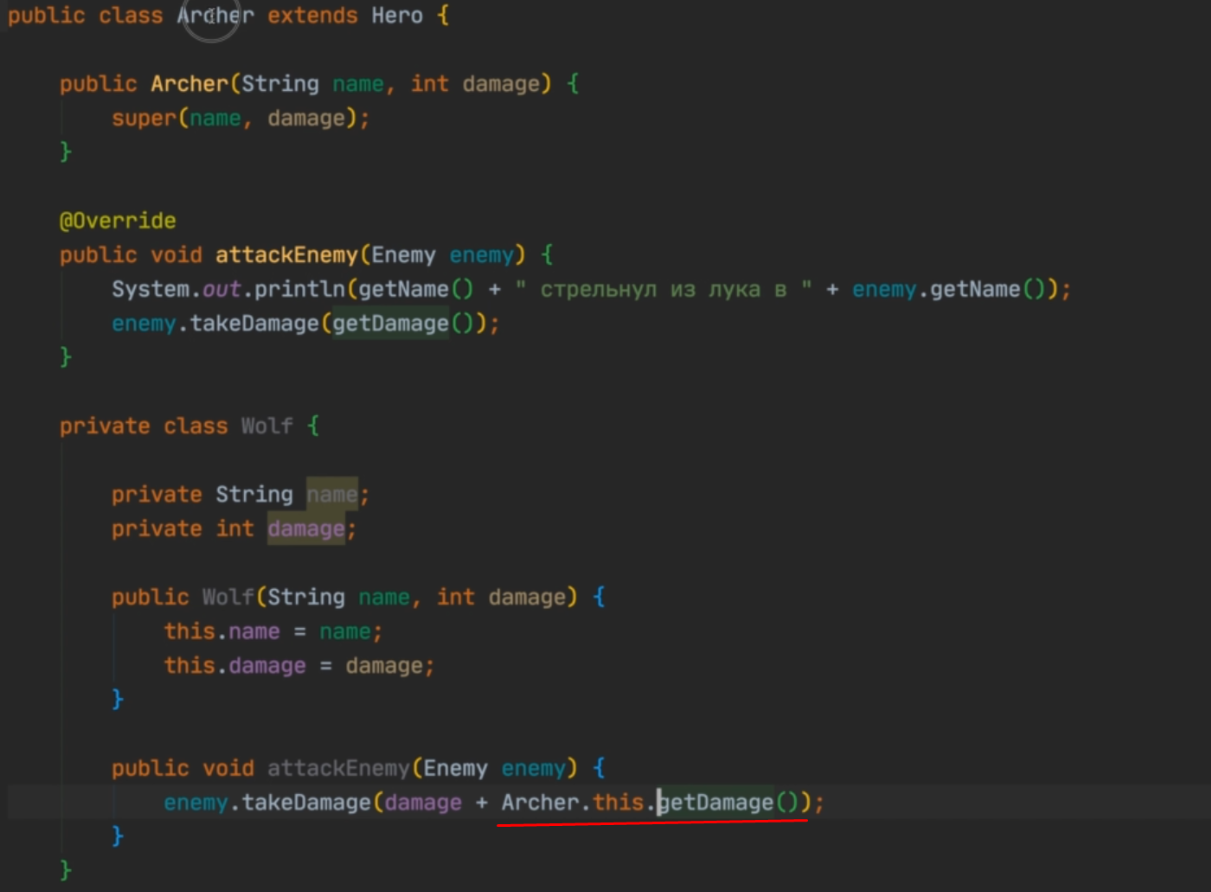 public class Archer extends Hero {
public Archer(String name, int damage) {
super(name, damage);
}
@Override
public void attackEnemy(Enemy enemy) {
System.out.println(getName() + " стрельнул из лука в " + enemy.getName());
enemy.takeDamage(getDamage());
}
private class Wolf {
private String name;
private int damage;
public Wolf(String name, int damage) {
this.name = name;
this.damage = damage;
}
public void attackEnemy(Enemy enemy) {
enemy.takeDamage(damage + Archer.this.getDamage());
}
}